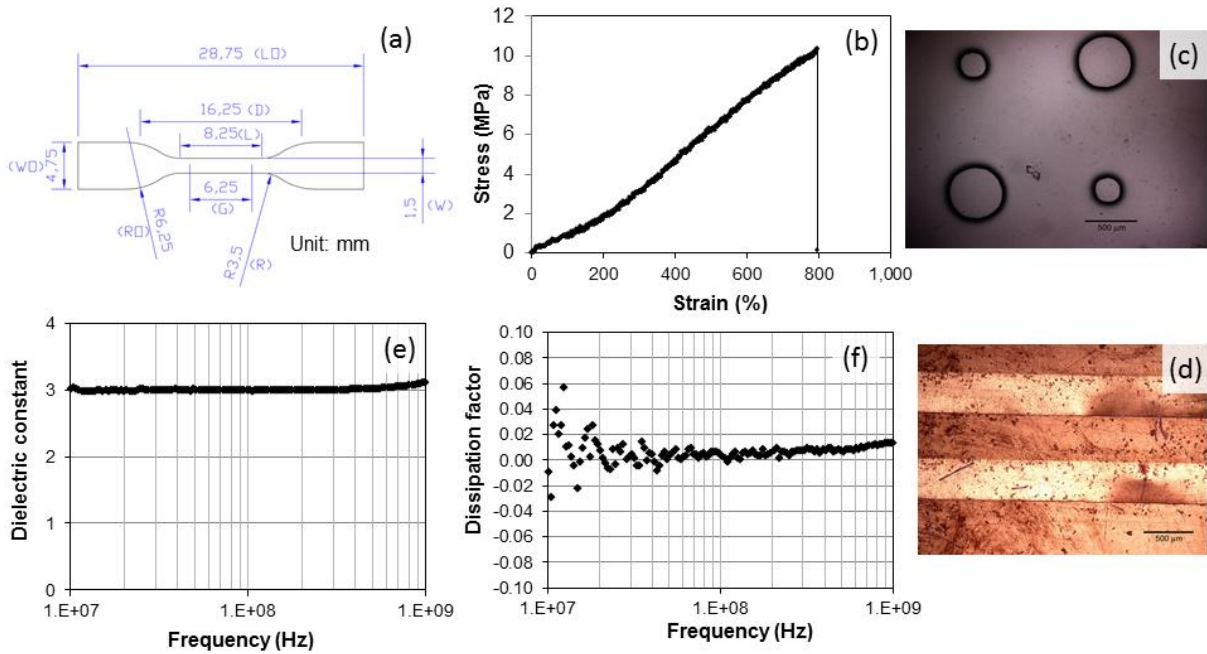 (a)
28,75 (L0)
16,25 (D)
8,25(L)
(W0)
4,75
6,25
(G)
1,5
(W)
(R0)
R6,25
R3,5
(R)
Unit: mm
(b)
Stress (MPa)
12
10
8
6
4
2
0
0 200 400 600 800 1,000
Strain (%)
(c)
500 µm
(e)
Dielectric constant
4
3
2
1
0
1.E+07 1.E+08 1.E+09
Frequency (Hz)
(f)
Dissipation factor
0.10
0.08
0.06
0.04
0.02
0.00
-0.02
-0.04
-0.06
-0.08
-0.10
1.E+07 1.E+08 1.E+09
Frequency (Hz)
(d)
500 µm